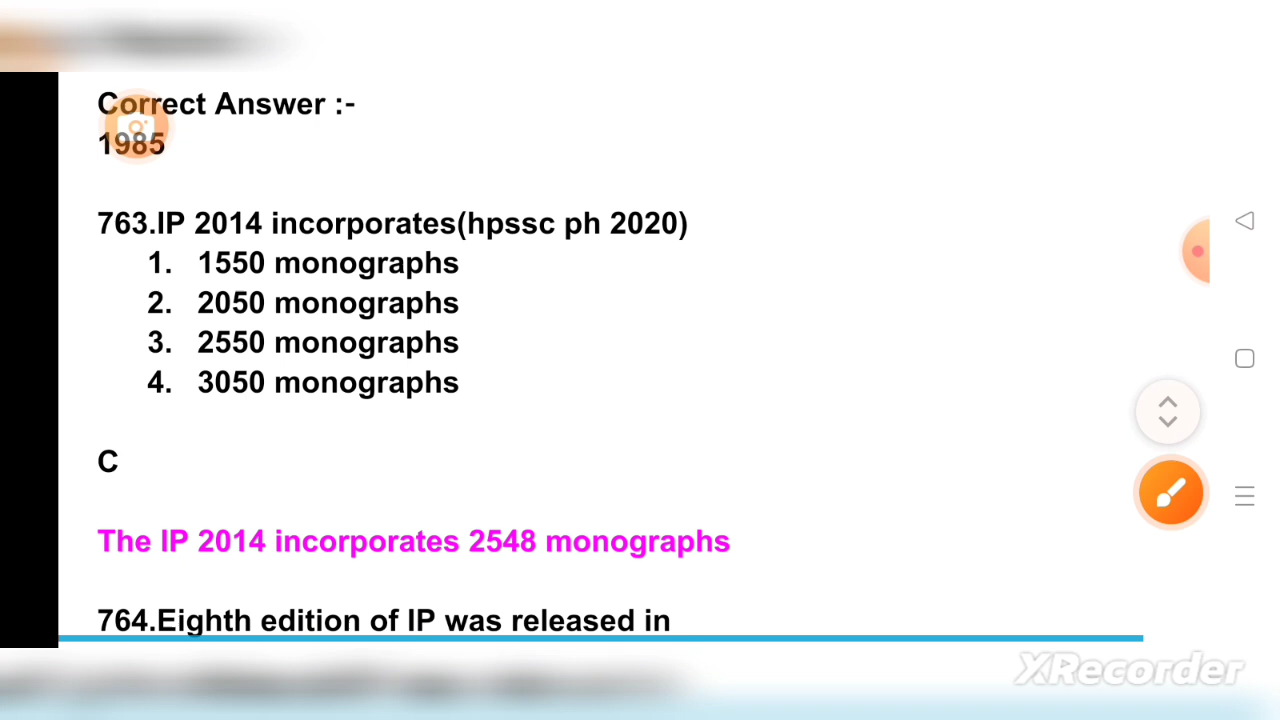 Correct Answer :-
1985
763.IP 2014 incorporates(hpssc ph 2020)
1. 1550 monographs
2. 2050 monographs
3. 2550 monographs
4. 3050 monographs
C
The IP 2014 incorporates 2548 monographs
764.Eighth edition of IP was released in
XRecorder